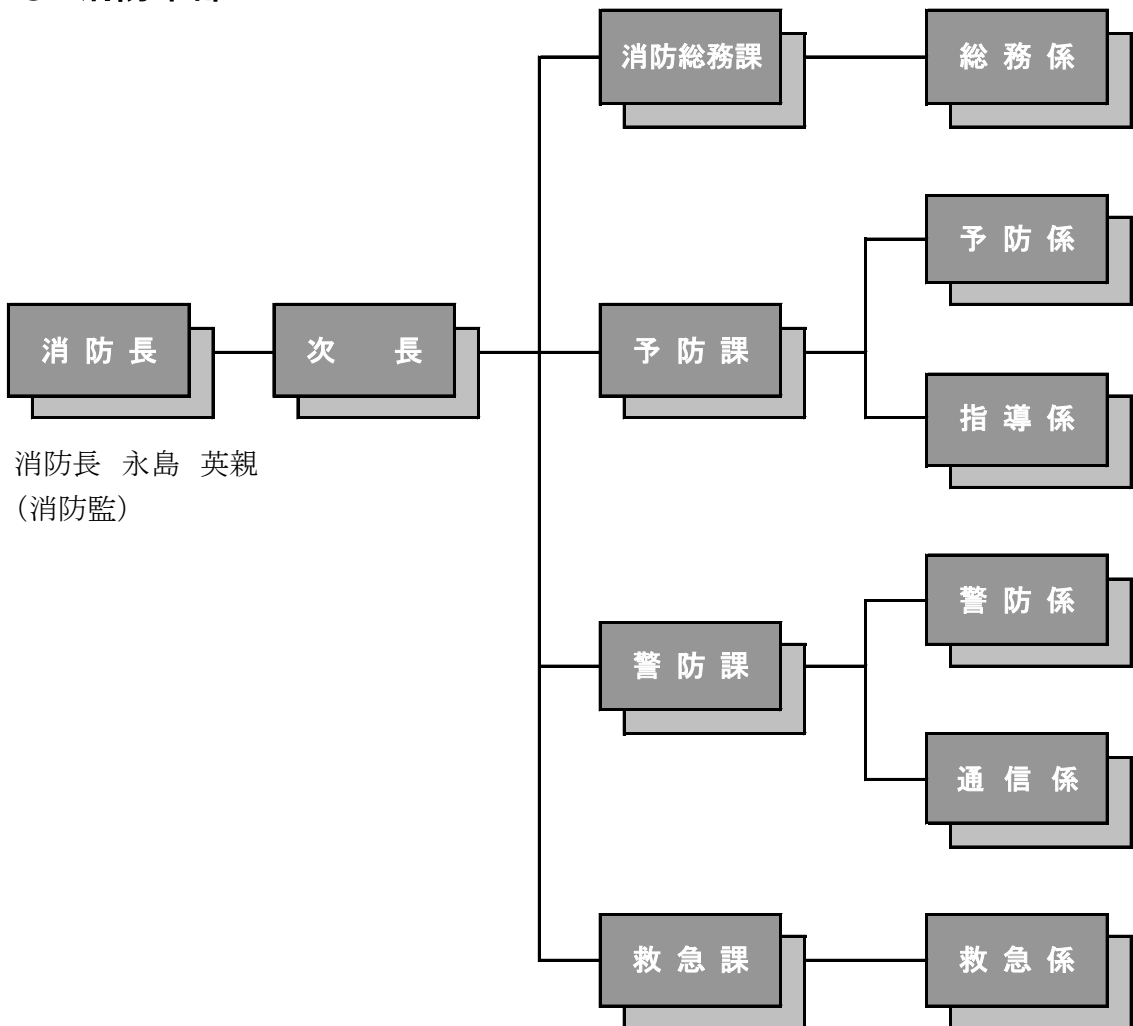 消防総務課
総務係
予防係
消防長
次 長
予防課
指導係
消防長 永島 英親
(消防監)
警防係
警防課
通信係
救急課
救急係